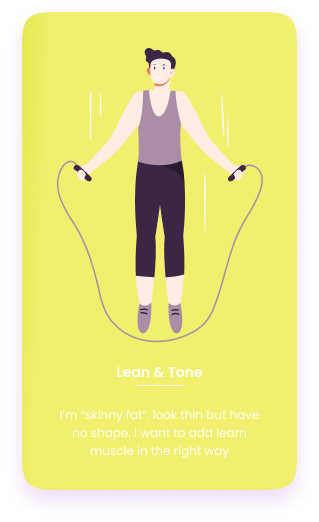 Lean & Tone
I'm "skinny fat". look thin but have
no shape. I want to add learn
muscle in the right way